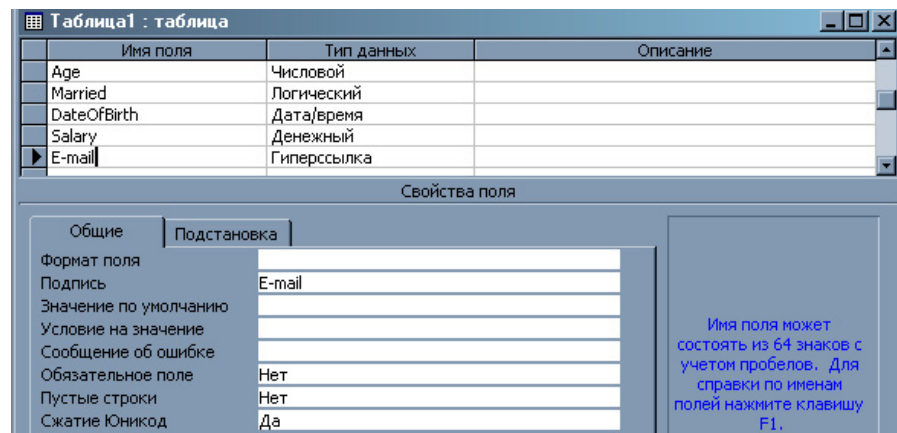 Таблица1 : таблица
Имя поля Тип данных Описание
Age Числовой
Married Логический
DateOfBirth Дата/время
Salary Денежный
E-mail Гиперссылка
Свойства поля
Общие Подстановка
Формат поля
Подпись E-mail
Значение по умолчанию
Условие на значение
Сообщение об ошибке
Обязательное поле Нет
Пустые строки Нет
Сжатие Юникод Да
Имя поля может
состоять из 64 знаков с
учетом пробелов. Для
справки по именам
полей нажмите клавишу
F1.